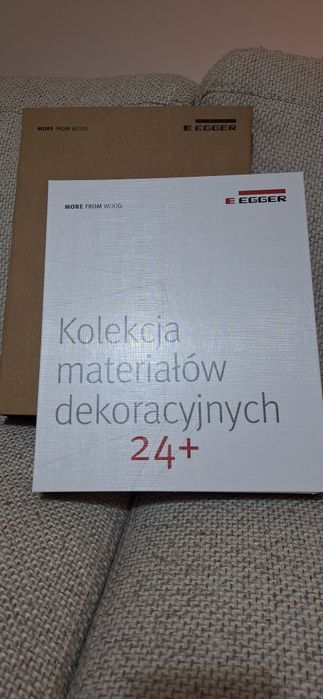 MORE FROM WOOD.
E EGGER
MORE FROM WOOD.
E EGGER
Kolekcja
materiałów
dekoracyjnych
24+